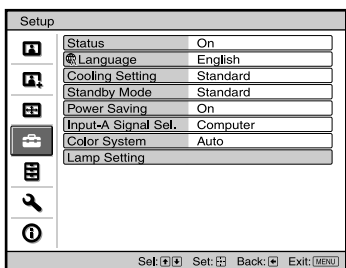 Setup
Status On
Language English
Cooling Setting Standard
Standby Mode Standard
Power Saving On
Input-A Signal Sel. Computer
Color System Auto
Lamp Setting
Sel: Set: Back: Exit: MENU